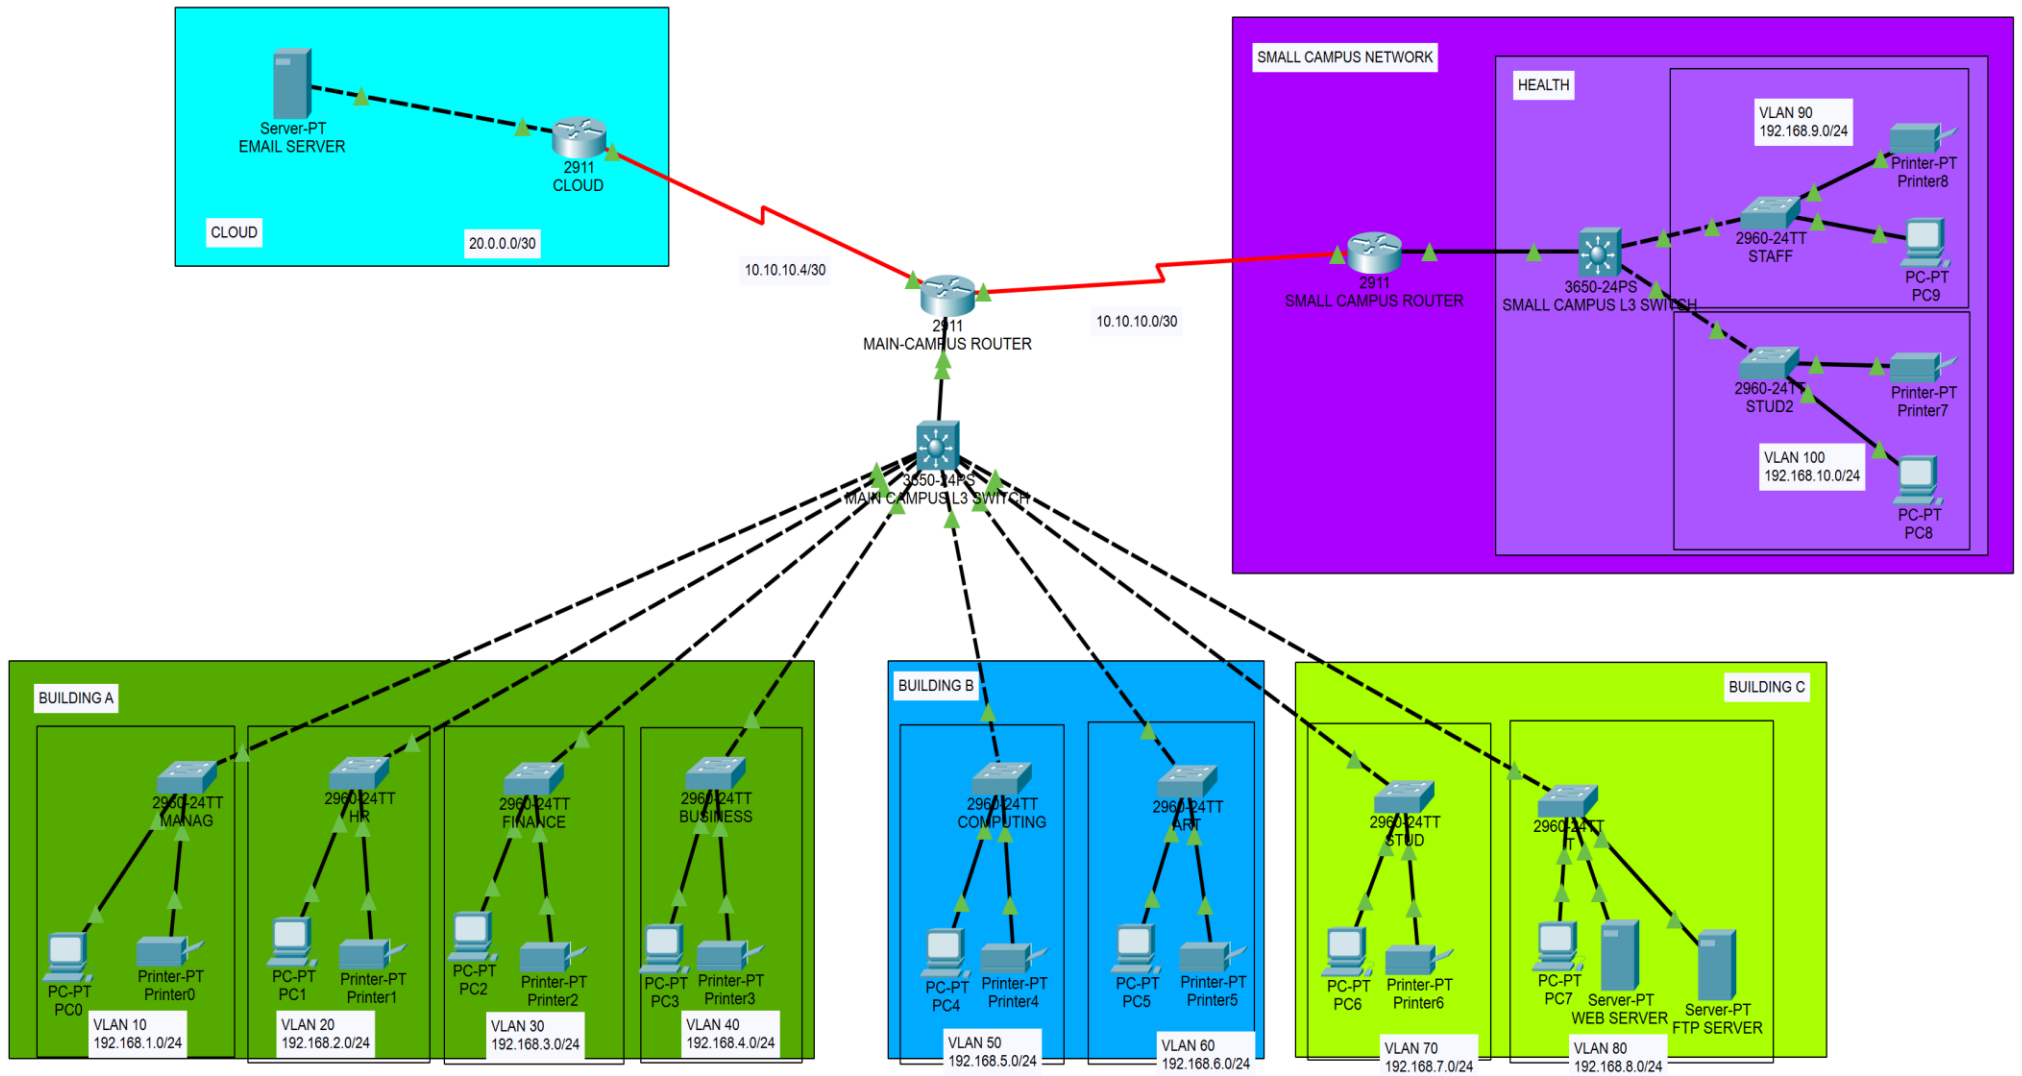 Server-PT
EMAIL SERVER
2911
CLOUD
CLOUD
20.0.0.0/30
10.10.10.4/30
2911
MAIN-CAMPUS ROUTER
10.10.10.0/30
3650-24PS
MAIN CAMPUS L3 SWITCH
SMALL CAMPUS NETWORK
HEALTH
2911
SMALL CAMPUS ROUTER
3650-24PS
SMALL CAMPUS L3 SWITCH
VLAN 90
192.168.9.0/24
Printer-PT
Printer8
2960-24TT
STAFF
PC-PT
PC9
2960-24TT
STUD2
Printer-PT
Printer7
VLAN 100
192.168.10.0/24
PC-PT
PC8
BUILDING A
2960-24TT
MANAG
PC-PT
PC0
Printer-PT
Printer0
VLAN 10
192.168.1.0/24
2960-24TT
HR
PC-PT
PC1
Printer-PT
Printer1
VLAN 20
192.168.2.0/24
2960-24TT
FINANCE
PC-PT
PC2
Printer-PT
Printer2
VLAN 30
192.168.3.0/24
2960-24TT
BUSINESS
PC-PT
PC3
Printer-PT
Printer3
VLAN 40
192.168.4.0/24
BUILDING B
2960-24TT
COMPUTING
PC-PT
PC4
Printer-PT
Printer4
VLAN 50
192.168.5.0/24
2960-24TT
ART
PC-PT
PC5
Printer-PT
Printer5
VLAN 60
192.168.6.0/24
BUILDING C
2960-24TT
STUD
PC-PT
PC6
Printer-PT
Printer6
VLAN 70
192.168.7.0/24
2960-24TT
PC-PT
PC7
Server-PT
WEB SERVER
Server-PT
FTP SERVER
VLAN 80
192.168.8.0/24